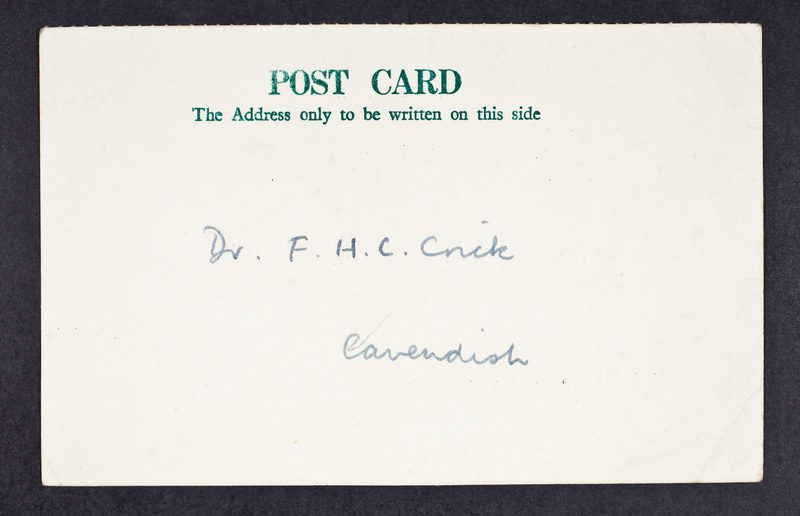 POST CARD
The Address only to be written on this side
Dr. F. H. C. Crick
Cavendish